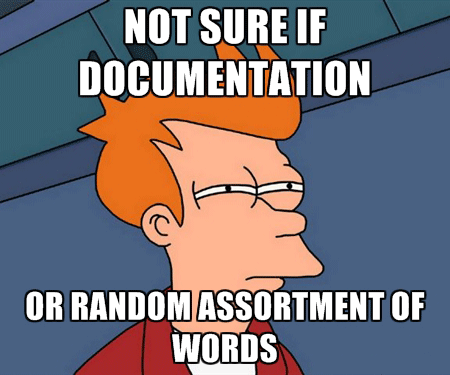 NOT SURE IF
DOCUMENTATION
OR RANDOM ASSORTMENT OF
WORDS